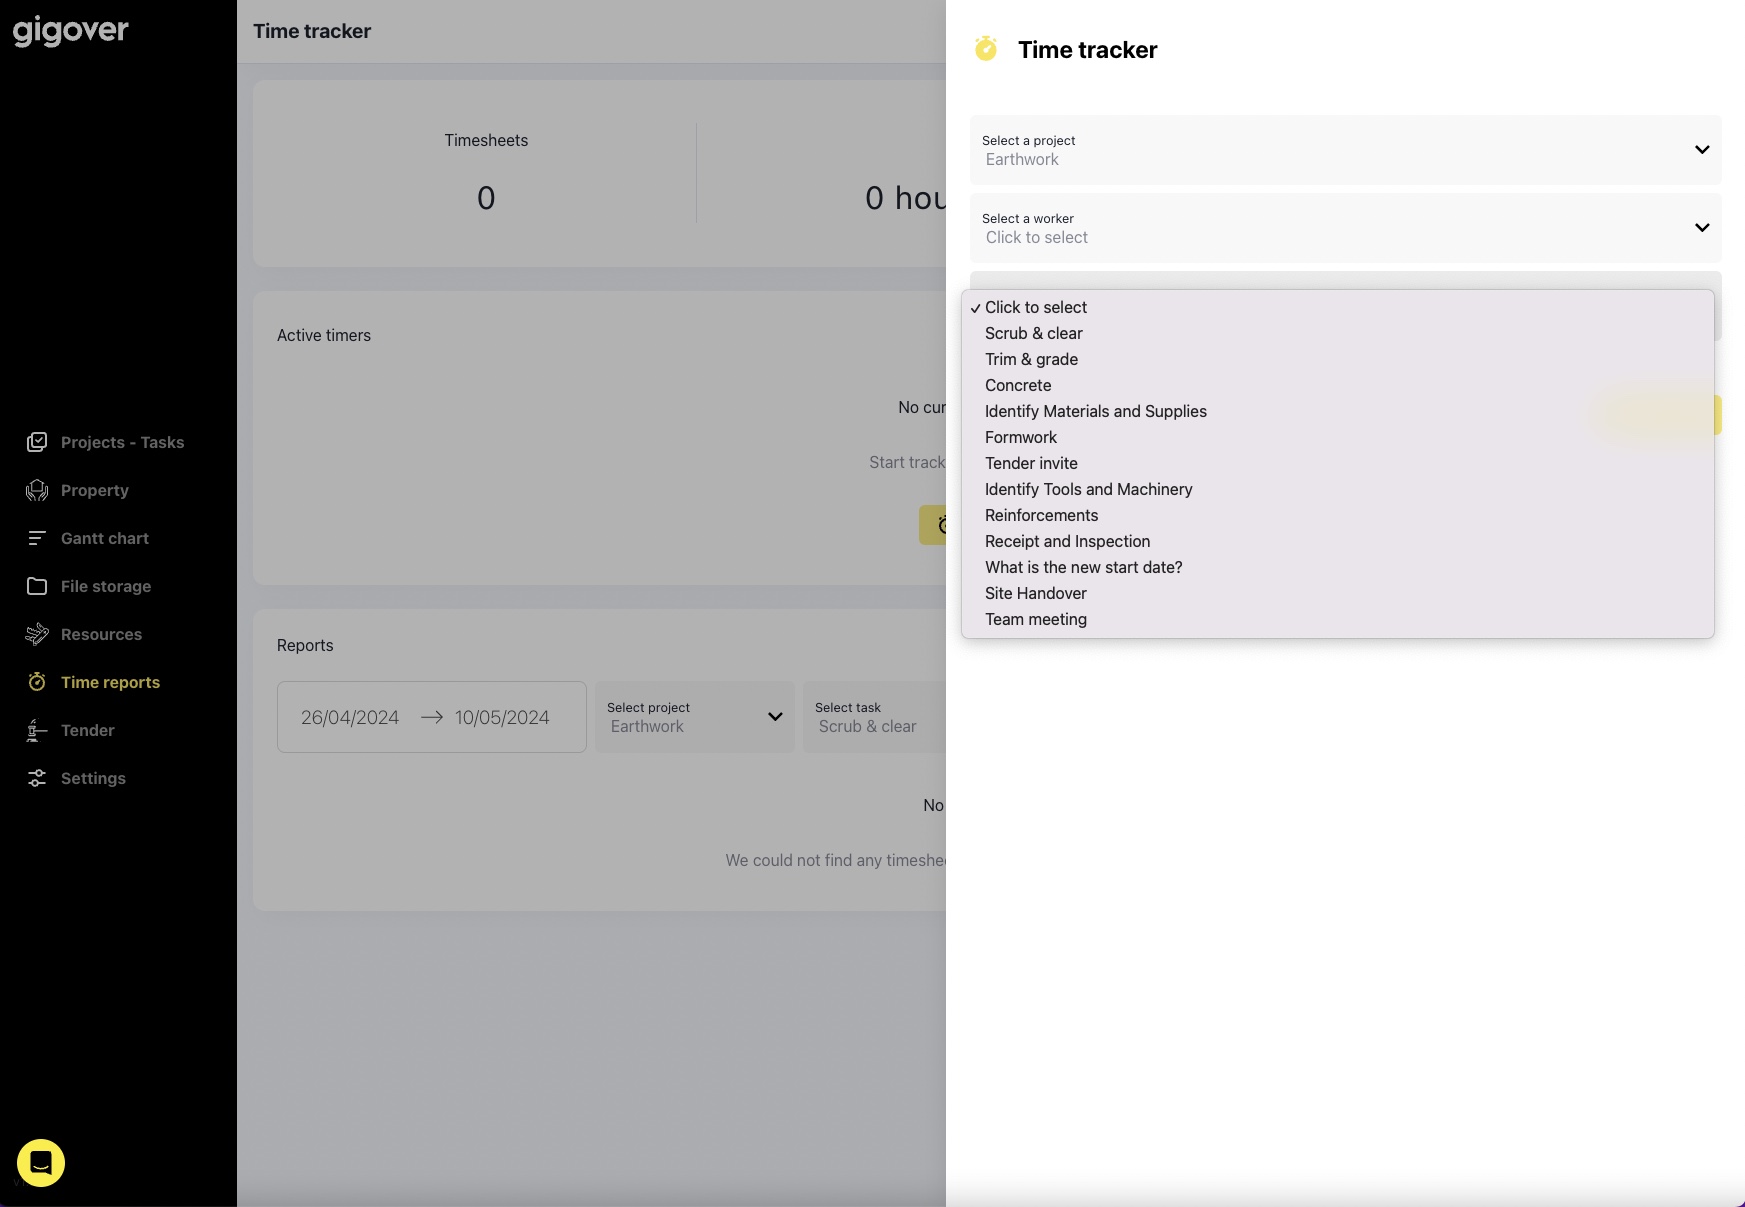 gigover
Projects - Tasks
Property
Gantt chart
File storage
Resources
Time reports
Tender
Settings
Time tracker
Timesheets
0
0 hou
Active timers
No cur
Start track
Reports
26/04/2024 → 10/05/2024
Select project
Earthwork
Select task
Scrub & clear
No
We could not find any timeshee
Time tracker
Select a project
Earthwork
Select a worker
Click to select
✓ Click to select
Scrub & clear
Trim & grade
Concrete
Identify Materials and Supplies
Formwork
Tender invite
Identify Tools and Machinery
Reinforcements
Receipt and Inspection
What is the new start date?
Site Handover
Team meeting